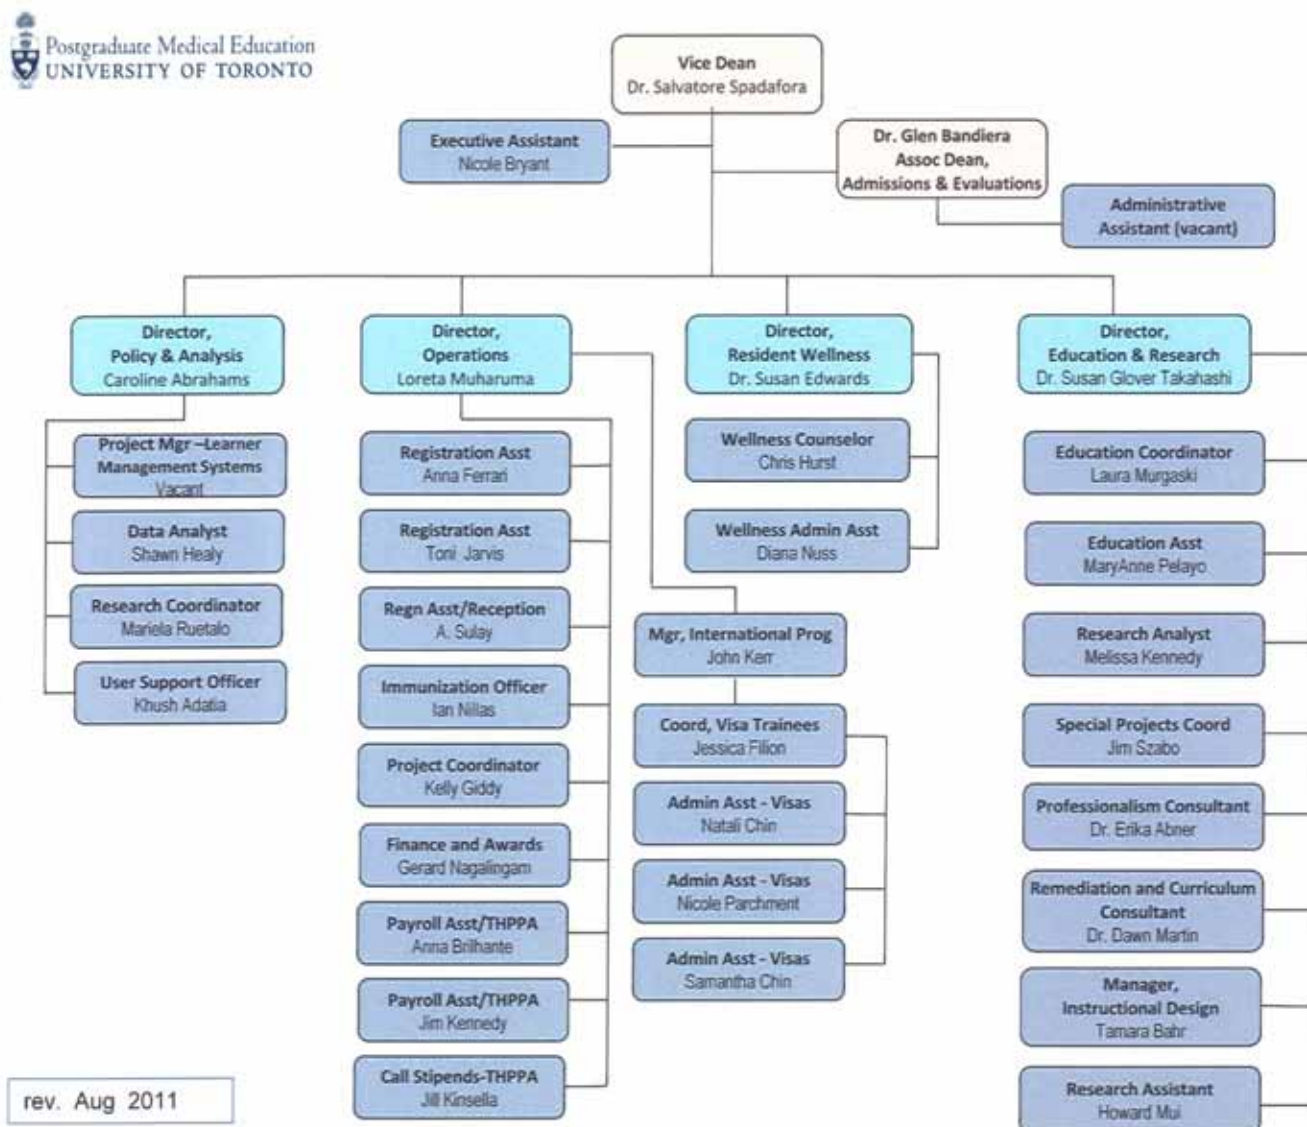 Postgraduate Medical Education
UNIVERSITY OF TORONTO
Vice Dean
Dr. Salvatore Spadafora
Executive Assistant
Nicole Bryant
Dr. Glen Bandiera
Assoc Dean,
Admissions & Evaluations
Administrative
Assistant (vacant)
Director,
Policy & Analysis
Caroline Abrahams
Project Mgr –Learner
Management Systems
Vacant
Data Analyst
Shawn Healy
Research Coordinator
Mariela Ruetalo
User Support Officer
Khush Adatia
Director,
Operations
Loreta Muharuma
Registration Asst
Anna Ferrari
Registration Asst
Toni Jarvis
Regn Asst/Reception
A. Sulay
Immunization Officer
Ian Nillas
Project Coordinator
Kelly Giddy
Finance and Awards
Gerard Nagalingam
Payroll Asst/THPPA
Anna Brilhante
Payroll Asst/THPPA
Jim Kennedy
Call Stipends-THPPA
Jill Kinsella
Mgr, International Prog
John Kerr
Coord, Visa Trainees
Jessica Filion
Admin Asst - Visas
Natali Chin
Admin Asst - Visas
Nicole Parchment
Admin Asst - Visas
Samantha Chin
Director,
Resident Wellness
Dr. Susan Edwards
Wellness Counselor
Chris Hurst
Wellness Admin Asst
Diana Nuss
Director,
Education & Research
Dr. Susan Glover Takahashi
Education Coordinator
Laura Murgaski
Education Asst
MaryAnne Pelayo
Research Analyst
Melissa Kennedy
Special Projects Coord
Jim Szabo
Professionalism Consultant
Dr. Erika Abner
Remediation and Curriculum
Consultant
Dr. Dawn Martin
Manager,
Instructional Design
Tamara Bahr
Research Assistant
Howard Mui
rev. Aug 2011